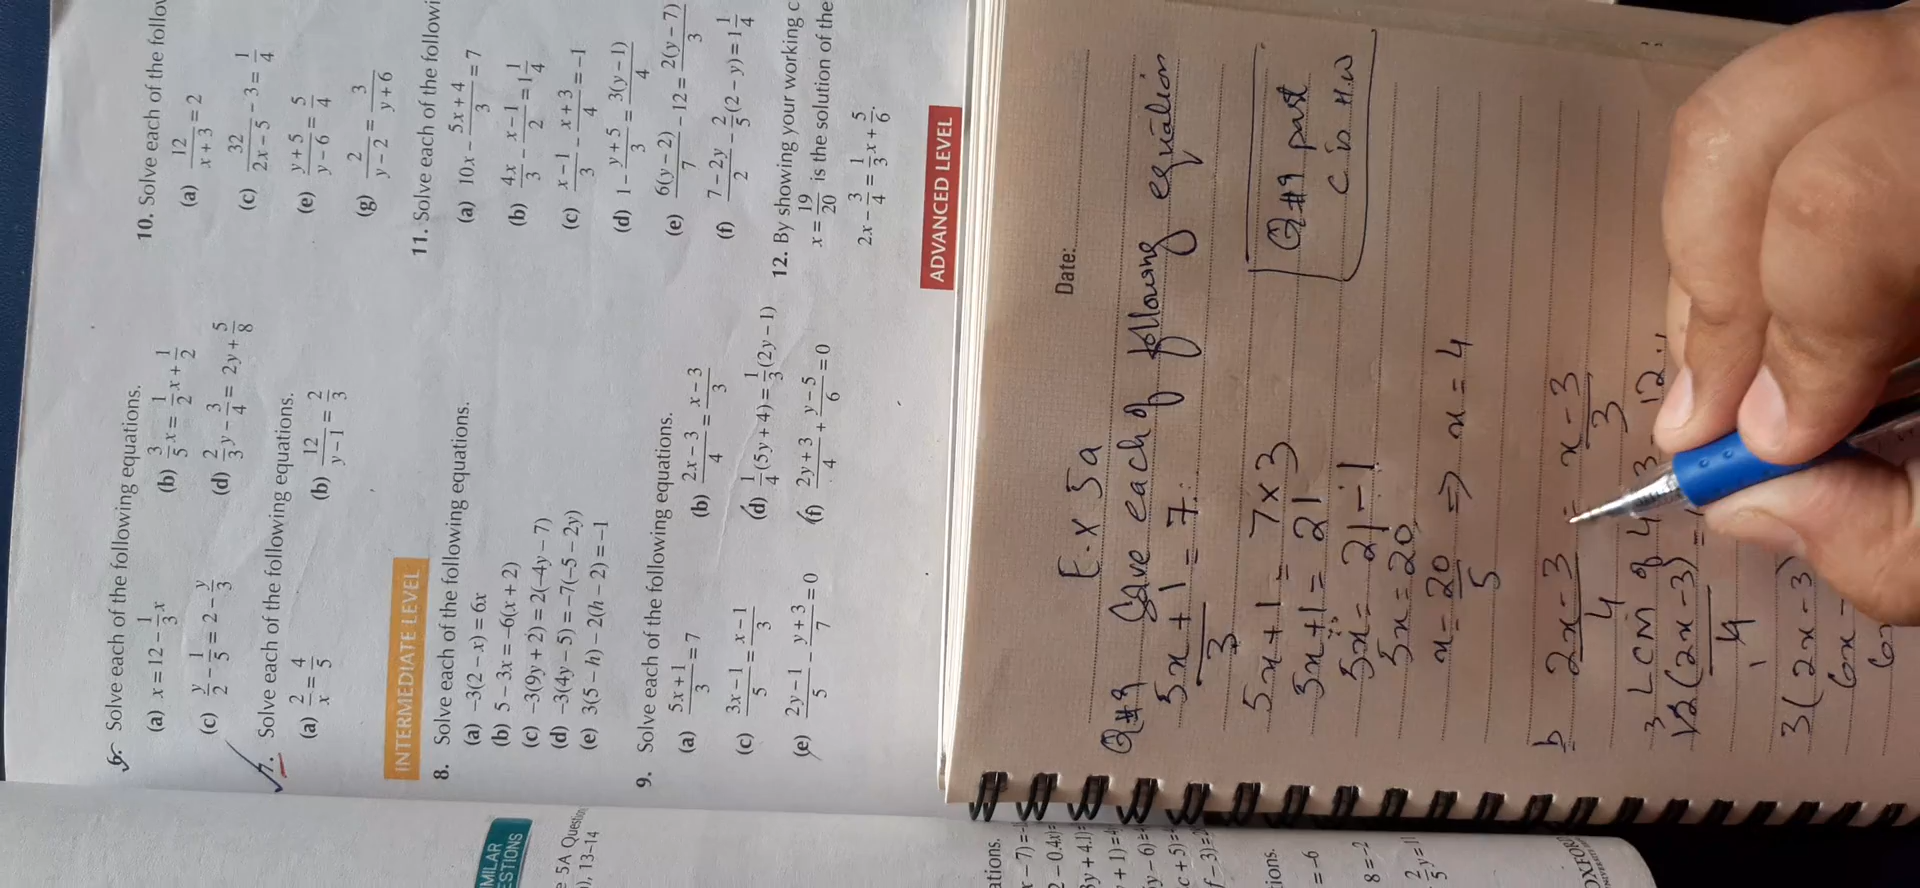 6. Solve each of the following equations.
(a) x = 12 - 1/3 x
(b) 3/5 x = 1/2 x + 1/2
(c) y/2 - 1/5 = 2 - y/3
(d) 2/3 y - 3/4 = 2y + 5/8
7. Solve each of the following equations.
(a) 2/x = 4/5
(b) 12/(y - 1) = 2/3
INTERMEDIATE LEVEL
8. Solve each of the following equations.
(a) -3(2 - x) = 6x
(b) 5 - 3x = -6(x + 2)
(c) -3(9y + 2) = 2(-4y - 7)
(d) -3(4y - 5) = -7(-5 - 2y)
(e) 3(5 - h) - 2(h - 2) = -1
9. Solve each of the following equations.
(a) (5x + 1)/3 = 7
(b) (2x - 3)/4 = (x - 3)/3
(c) (3x - 1)/5 = (x - 1)/3
(d) 1/4 (5y + 4) = 1/3 (2y - 1)
(e) (2y - 1)/5 - (y + 3)/7 = 0
(f) (2y + 3)/4 + (y - 5)/6 = 0
10. Solve each of the
(a) 12/(x + 3) = 2
(c) 32/(2x - 5) - 3 = 1/4
(e) (y + 5)/(y - 6) = 5/4
(g) 2/(y - 2) = 3/(y + 6)
11. Solve each of the
(a) 10x - (5x + 4)/3 = 7
(b) 4x/3 - (x - 1)/2 = 1 1/4
(c) (x - 1)/3 - (x + 3)/4 = -1
(d) 1 - (y + 5)/3 = 3(y - 1)/4
(e) 6(y - 2)/7 - 12 = 2(y - 7)/3
(f) (7 - 2y)/2 - 2/5 (2 - y) = 1 1/4
12. By showing your working
x = 19/20 is the solution of the
2x - 3/4 = 1/3 x + 5/6.
ADVANCED LEVEL
5A
), 13-14
= -6
8 = -2
Date:
E.x 5a
Q#9 Solve each of following equation
(5x + 1)/3 = 7
5x + 1 = 7 × 3
5x + 1 = 21
5x = 21 - 1
5x = 20
x = 20/5 ⇒ x = 4
Q#9 part
c is H.W
b (2x - 3)/4 = (x - 3)/3
LCM of 4
3(2x - 3)
6x -